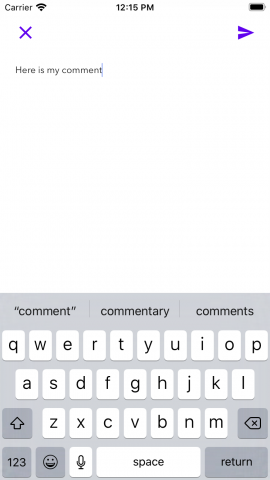 Carrier 12:15 PM
Here is my comment
“comment” commentary comments
q w e r t y u i o p
a s d f g h j k l
z x c v b n m
123 space return